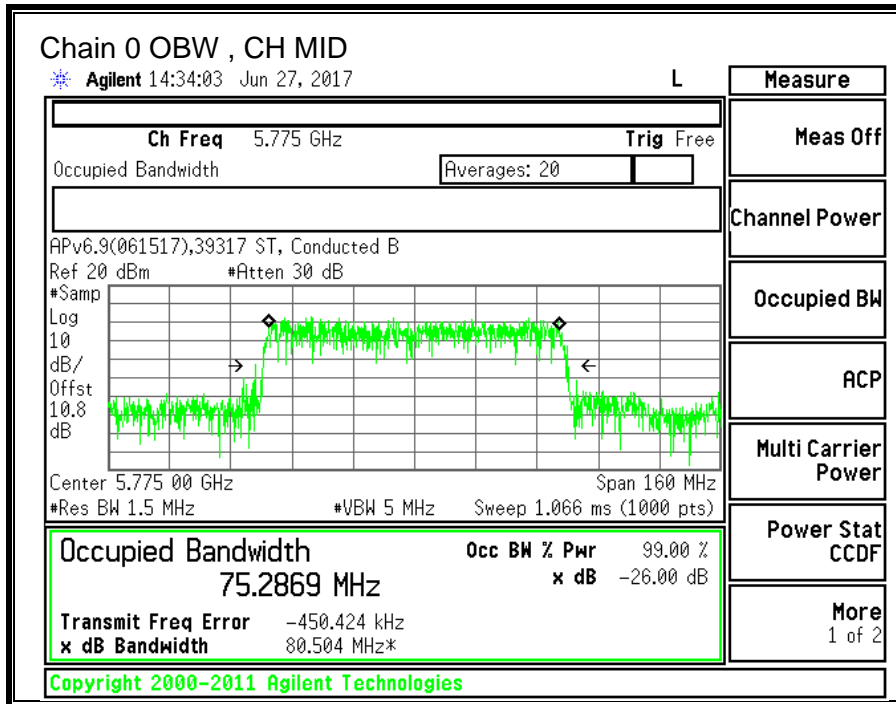 Chain 0 OBW , CH MID
Agilent 14:34:03 Jun 27, 2017 L
Measure
Ch Freq 5.775 GHz Trig Free
Meas Off
Occupied Bandwidth Averages: 20
Channel Power
APv6.9(061517),39317 ST, Conducted B
Ref 20 dBm #Atten 30 dB
#Samp
Log
10
dB/
Offst
10.8
dB
Occupied BW
ACP
Center 5.775 00 GHz Span 160 MHz
#Res BW 1.5 MHz #VBW 5 MHz Sweep 1.066 ms (1000 pts)
Multi Carrier
Power
Occupied Bandwidth Occ BW % Pwr 99.00 %
75.2869 MHz x dB -26.00 dB
Power Stat
CCDF
Transmit Freq Error -450.424 kHz
x dB Bandwidth 80.504 MHz*
More
1 of 2
Copyright 2000-2011 Agilent Technologies